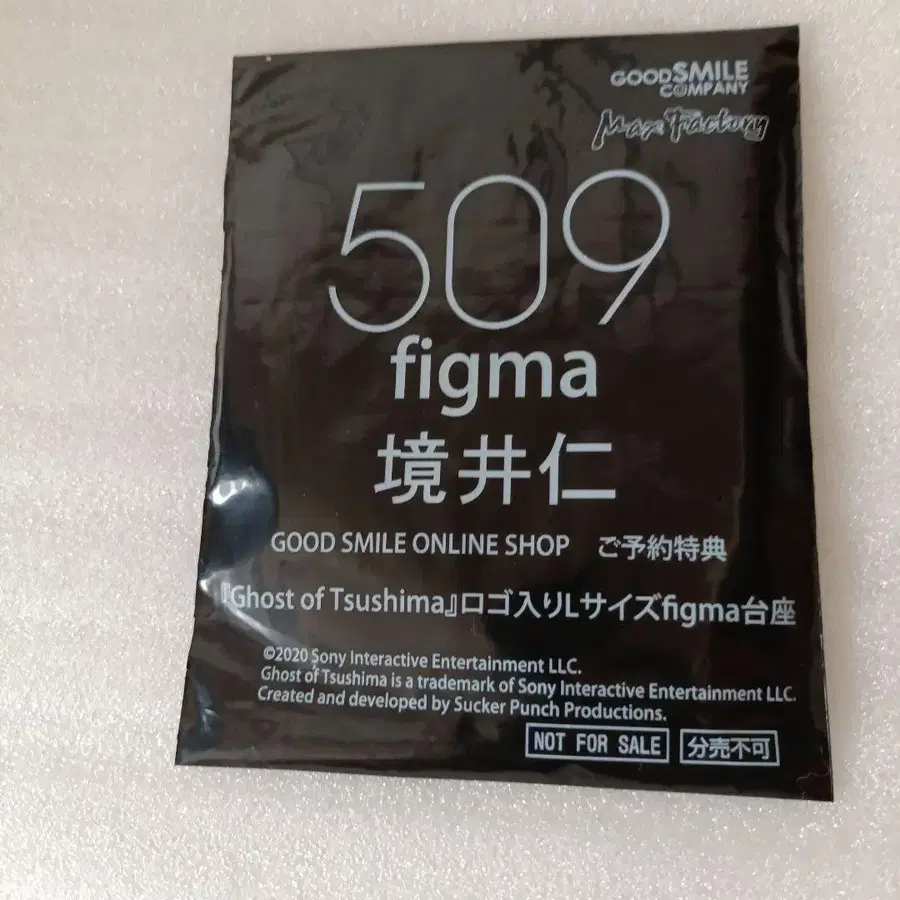 GOODSMILE
COMPANY
Max Factory
509
figma
境井仁
GOOD SMILE ONLINE SHOP ご予約特典
『Ghost of Tsushima』ロゴ入りLサイズfigma台座
©2020 Sony Interactive Entertainment LLC.
Ghost of Tsushima is a trademark of Sony Interactive Entertainment LLC.
Created and developed by Sucker Punch Productions.
NOT FOR SALE 分売不可